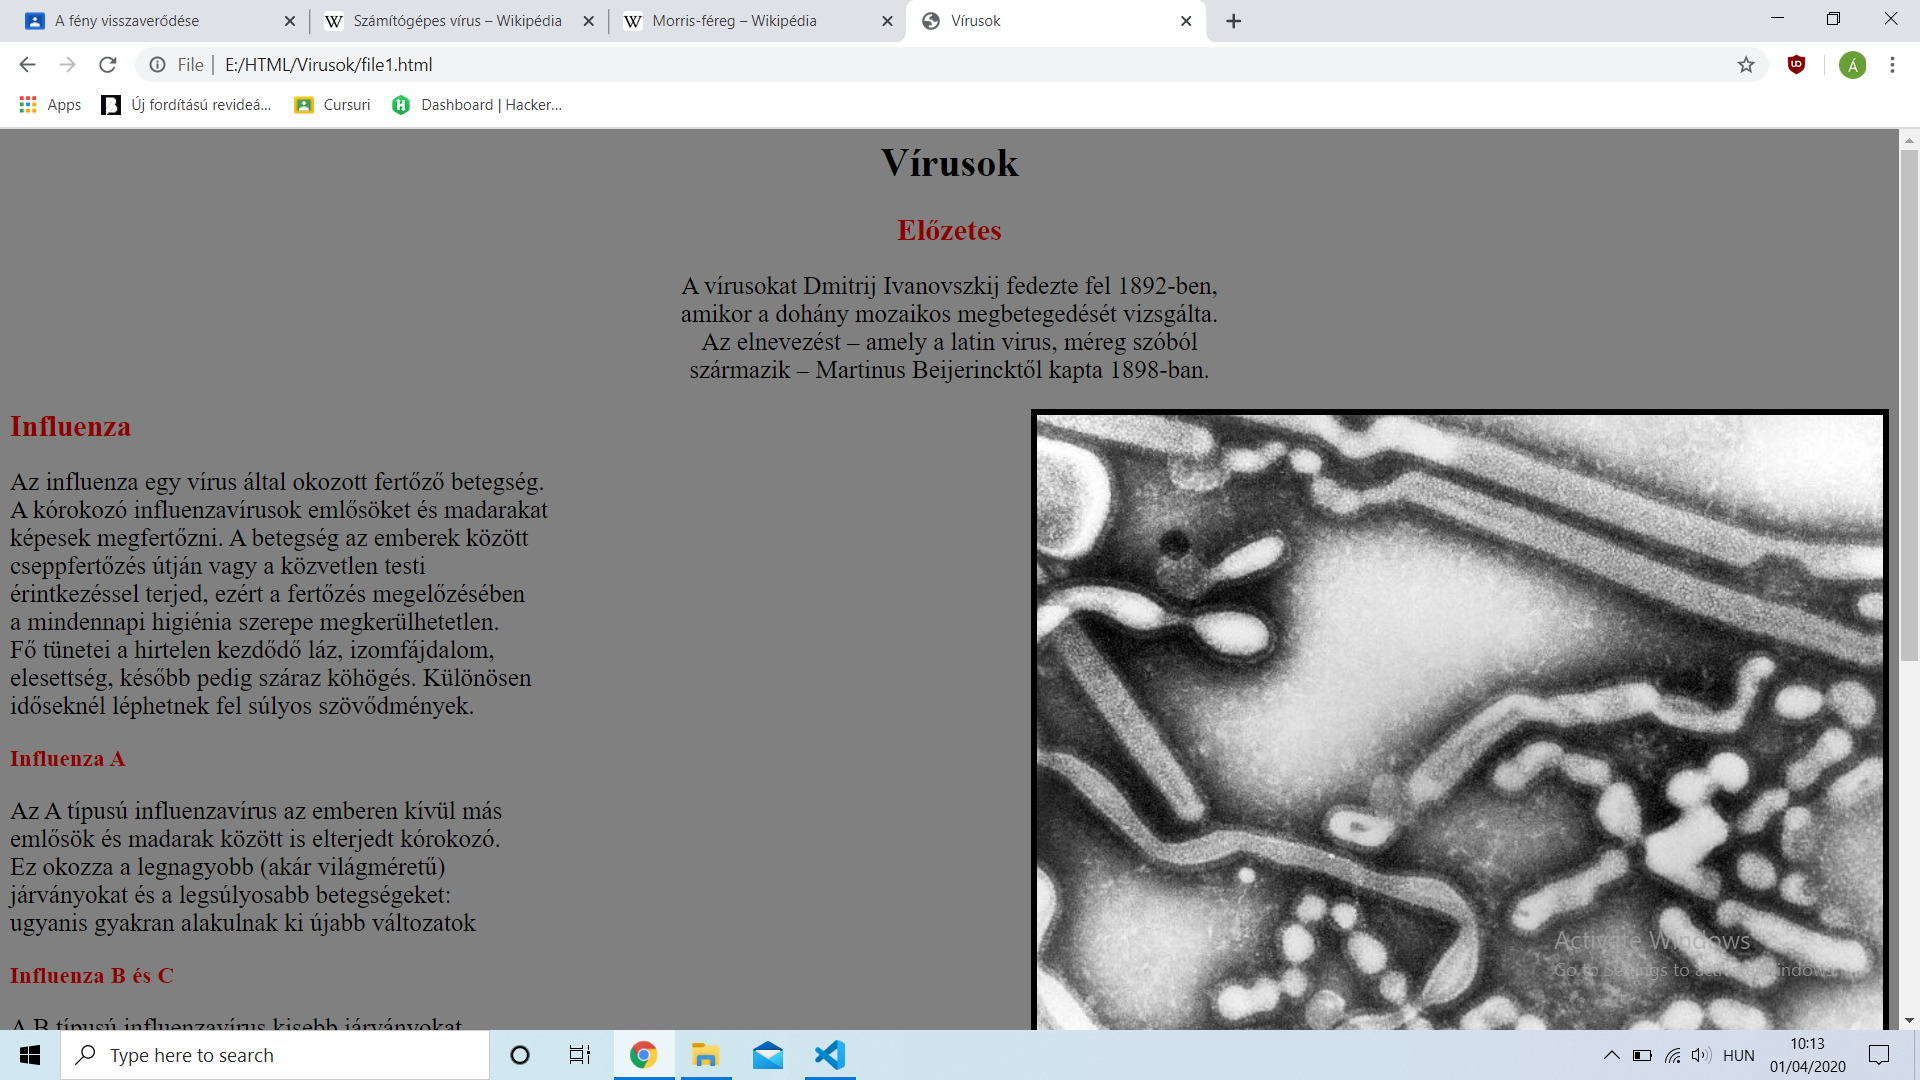 A fény visszaverődése
Számítógépes vírus – Wikipédia
Morris-féreg – Wikipédia
Vírusok
File
E:/HTML/Virusok/file1.html
Á
Apps
Új fordítású revideá...
Cursuri
Dashboard | Hacker...
Vírusok
Előzetes
A vírusokat Dmitrij Ivanovszkij fedezte fel 1892-ben,
amikor a dohány mozaikos megbetegedését vizsgálta.
Az elnevezést – amely a latin virus, méreg szóból
származik – Martinus Beijerincktől kapta 1898-ban.
Influenza
Az influenza egy vírus által okozott fertőző betegség.
A kórokozó influenzavírusok emlősöket és madarakat
képesek megfertőzni. A betegség az emberek között
cseppfertőzés útján vagy a közvetlen testi
érintkezéssel terjed, ezért a fertőzés megelőzésében
a mindennapi higiénia szerepe megkerülhetetlen.
Fő tünetei a hirtelen kezdődő láz, izomfájdalom,
elesettség, később pedig száraz köhögés. Különösen
időseknél léphetnek fel súlyos szövődmények.
Influenza A
Az A típusú influenzavírus az emberen kívül más
emlősök és madarak között is elterjedt kórokozó.
Ez okozza a legnagyobb (akár világméretű)
járványokat és a legsúlyosabb betegségeket:
ugyanis gyakran alakulnak ki újabb változatok
Influenza B és C
A B típusú influenzavírus kisebb járványokat
Activate Windows
Go to Settings to activate Windows.
Type here to search
HUN
10:13
01/04/2020